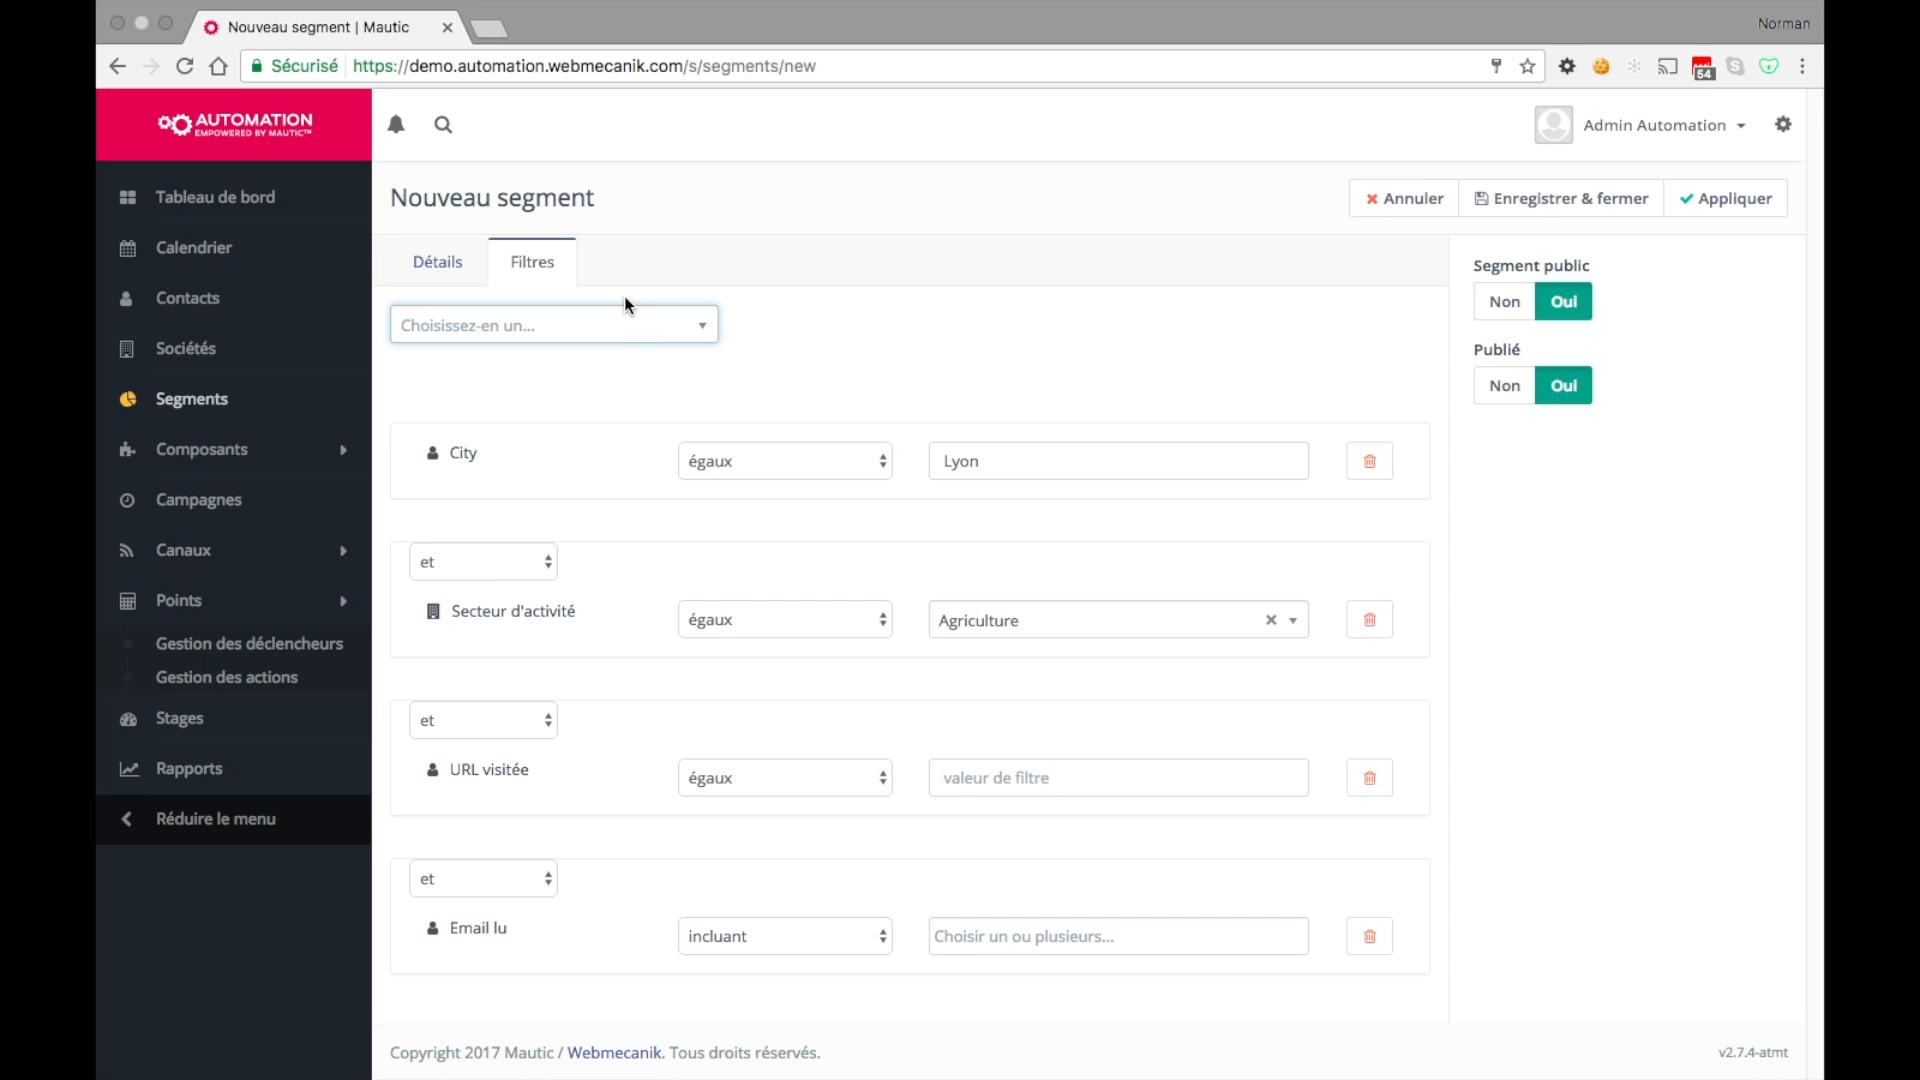 Nouveau segment | Mautic
Norman
Sécurisé
https://demo.automation.webmecanik.com/s/segments/new
54
AUTOMATION
EMPOWERED BY MAUTIC™
Admin Automation
Tableau de bord
Calendrier
Contacts
Sociétés
Segments
Composants
Campagnes
Canaux
Points
Gestion des déclencheurs
Gestion des actions
Stages
Rapports
Réduire le menu
Nouveau segment
Annuler
Enregistrer & fermer
Appliquer
Détails
Filtres
Choisissez-en un...
City
égaux
Lyon
et
Secteur d'activité
égaux
Agriculture
et
URL visitée
égaux
valeur de filtre
et
Email lu
incluant
Choisir un ou plusieurs...
Segment public
Non
Oui
Publié
Non
Oui
Copyright 2017 Mautic / Webmecanik. Tous droits réservés.
v2.7.4-atmt